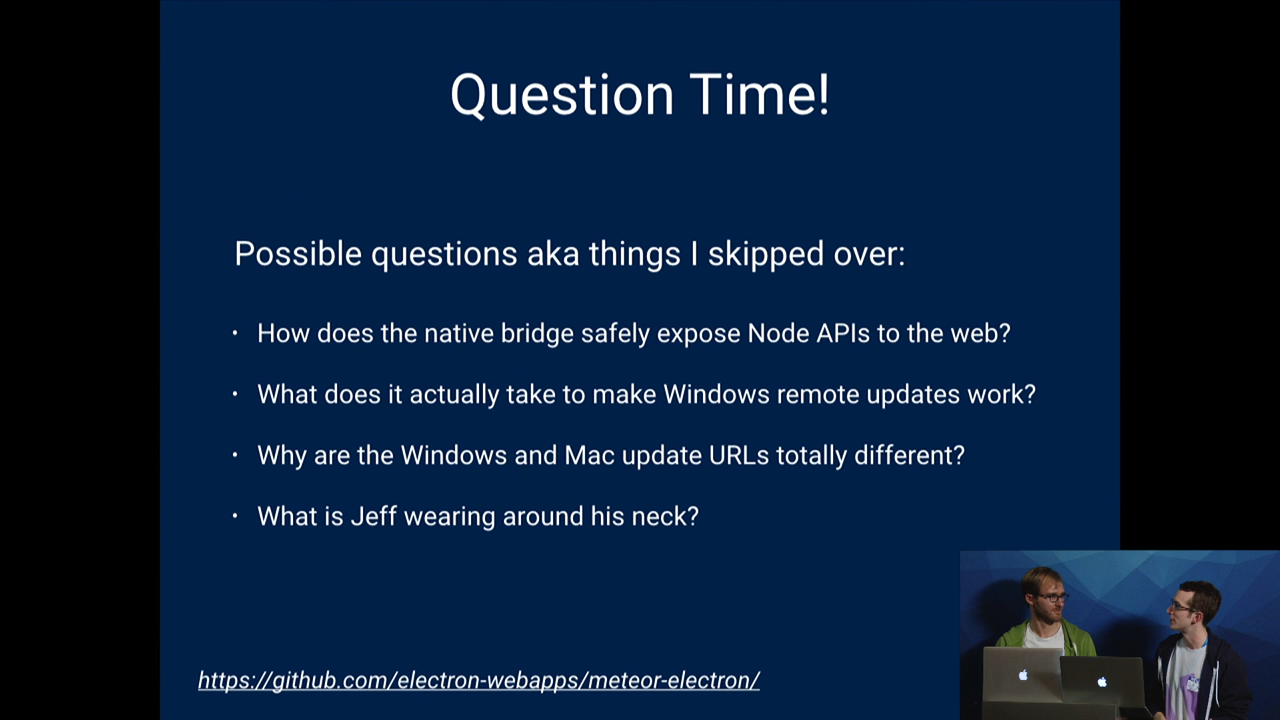 Question Time!
Possible questions aka things I skipped over:
• How does the native bridge safely expose Node APIs to the web?
• What does it actually take to make Windows remote updates work?
• Why are the Windows and Mac update URLs totally different?
• What is Jeff wearing around his neck?
https://github.com/electron-webapps/meteor-electron/